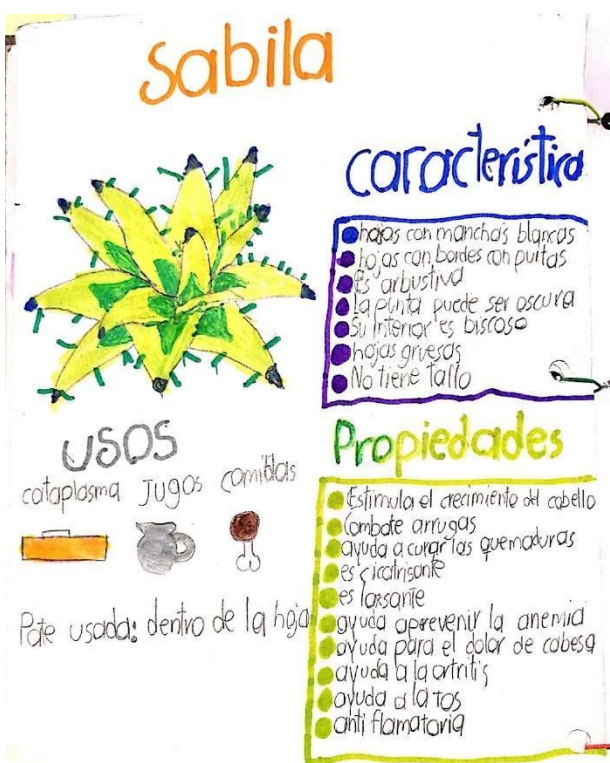 Sabila
característica
hojas con manchas blancas
hojas con bordes con puitas
Es arbustiva
La punta puede ser oscura
Su interior es biscoso
hojas gruesas
No tiene tallo
USOS
cataplasma Jugos comidas
Pate usada: dentro de la hoja
Propiedades
Estimula el crecimiento del cabello
Combate arrugas
ayuda a curar las quemaduras
es cicatrisante
es laxsante
ayuda aprevenir la anemia
ayuda para el dolor de cabesa
ayuda a la artritis
ayuda a la tos
anti flamatoria